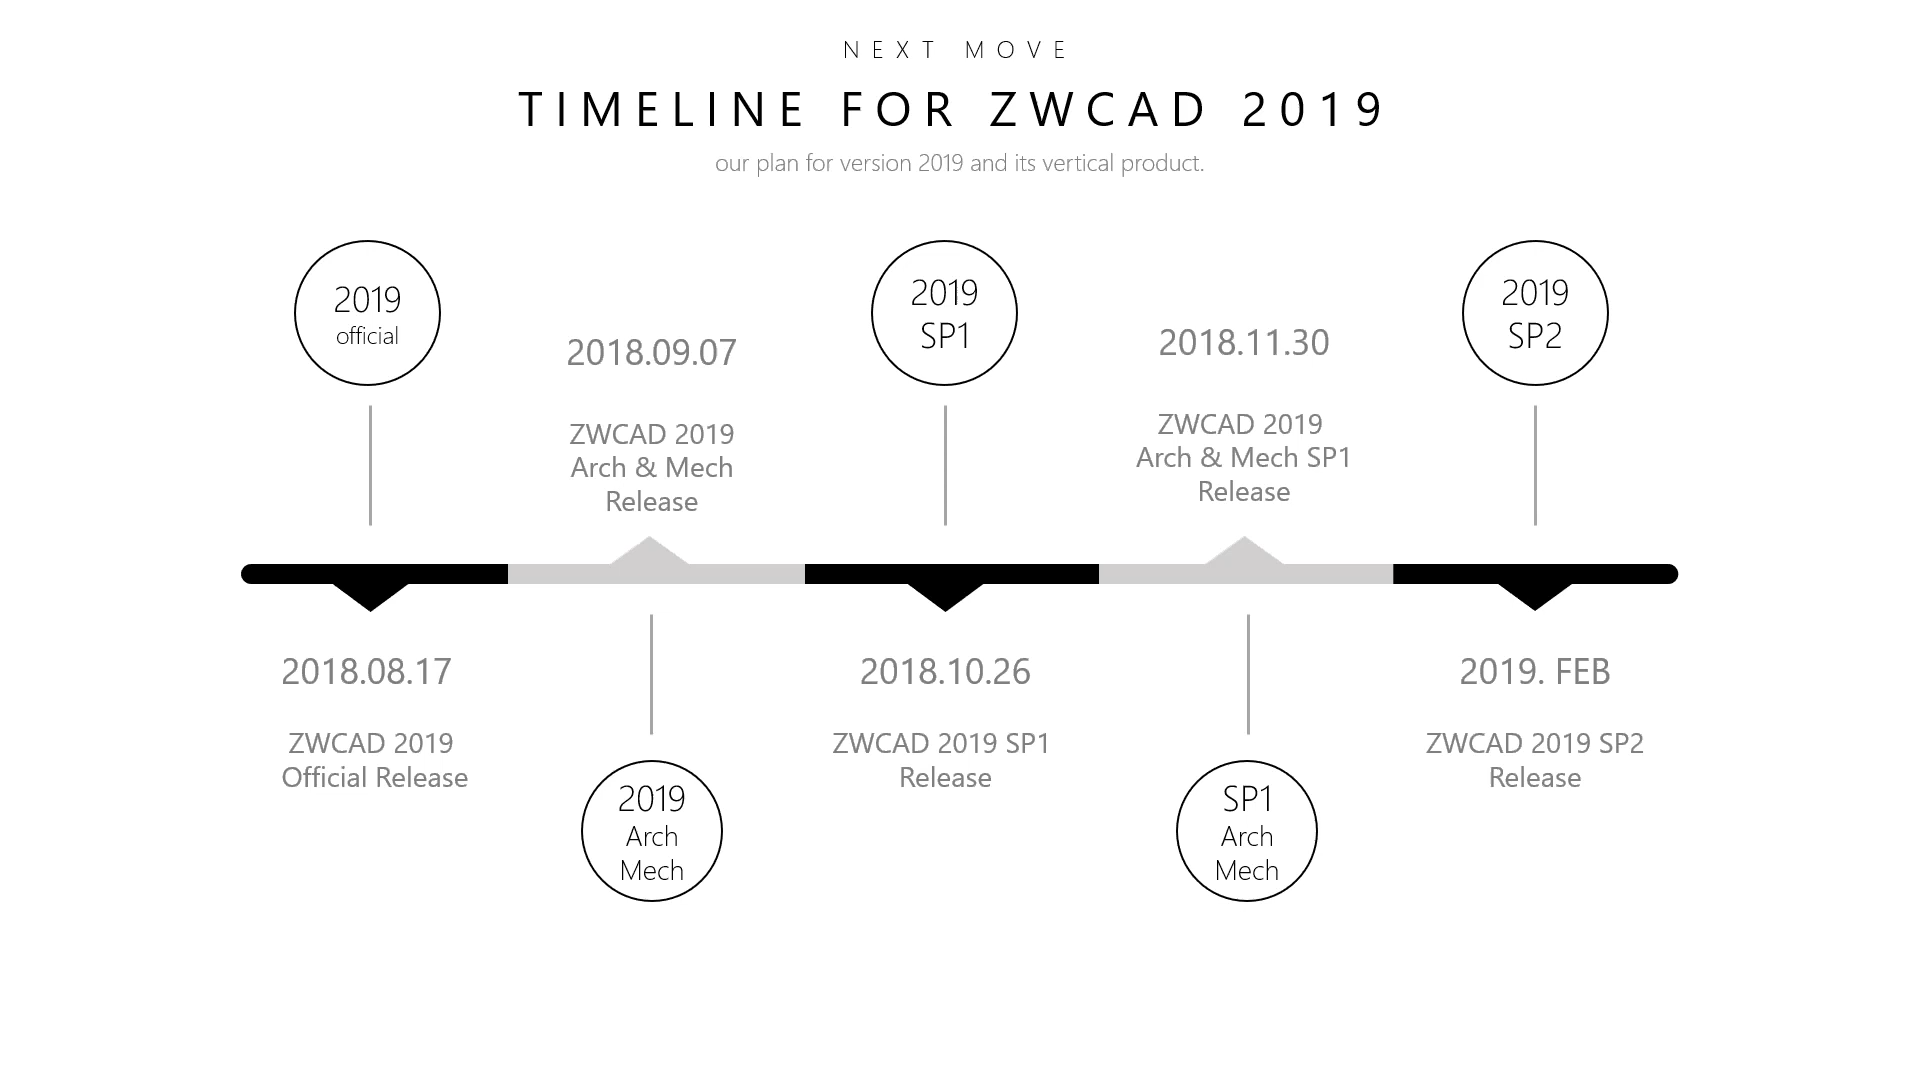 NEXT MOVE
TIMELINE FOR ZWCAD 2019
our plan for version 2019 and its vertical product.
2019
official
2018.08.17
ZWCAD 2019
Official Release
2018.09.07
ZWCAD 2019
Arch & Mech
Release
2019
Arch
Mech
2019
SP1
2018.10.26
ZWCAD 2019 SP1
Release
2018.11.30
ZWCAD 2019
Arch & Mech SP1
Release
SP1
Arch
Mech
2019
SP2
2019. FEB
ZWCAD 2019 SP2
Release